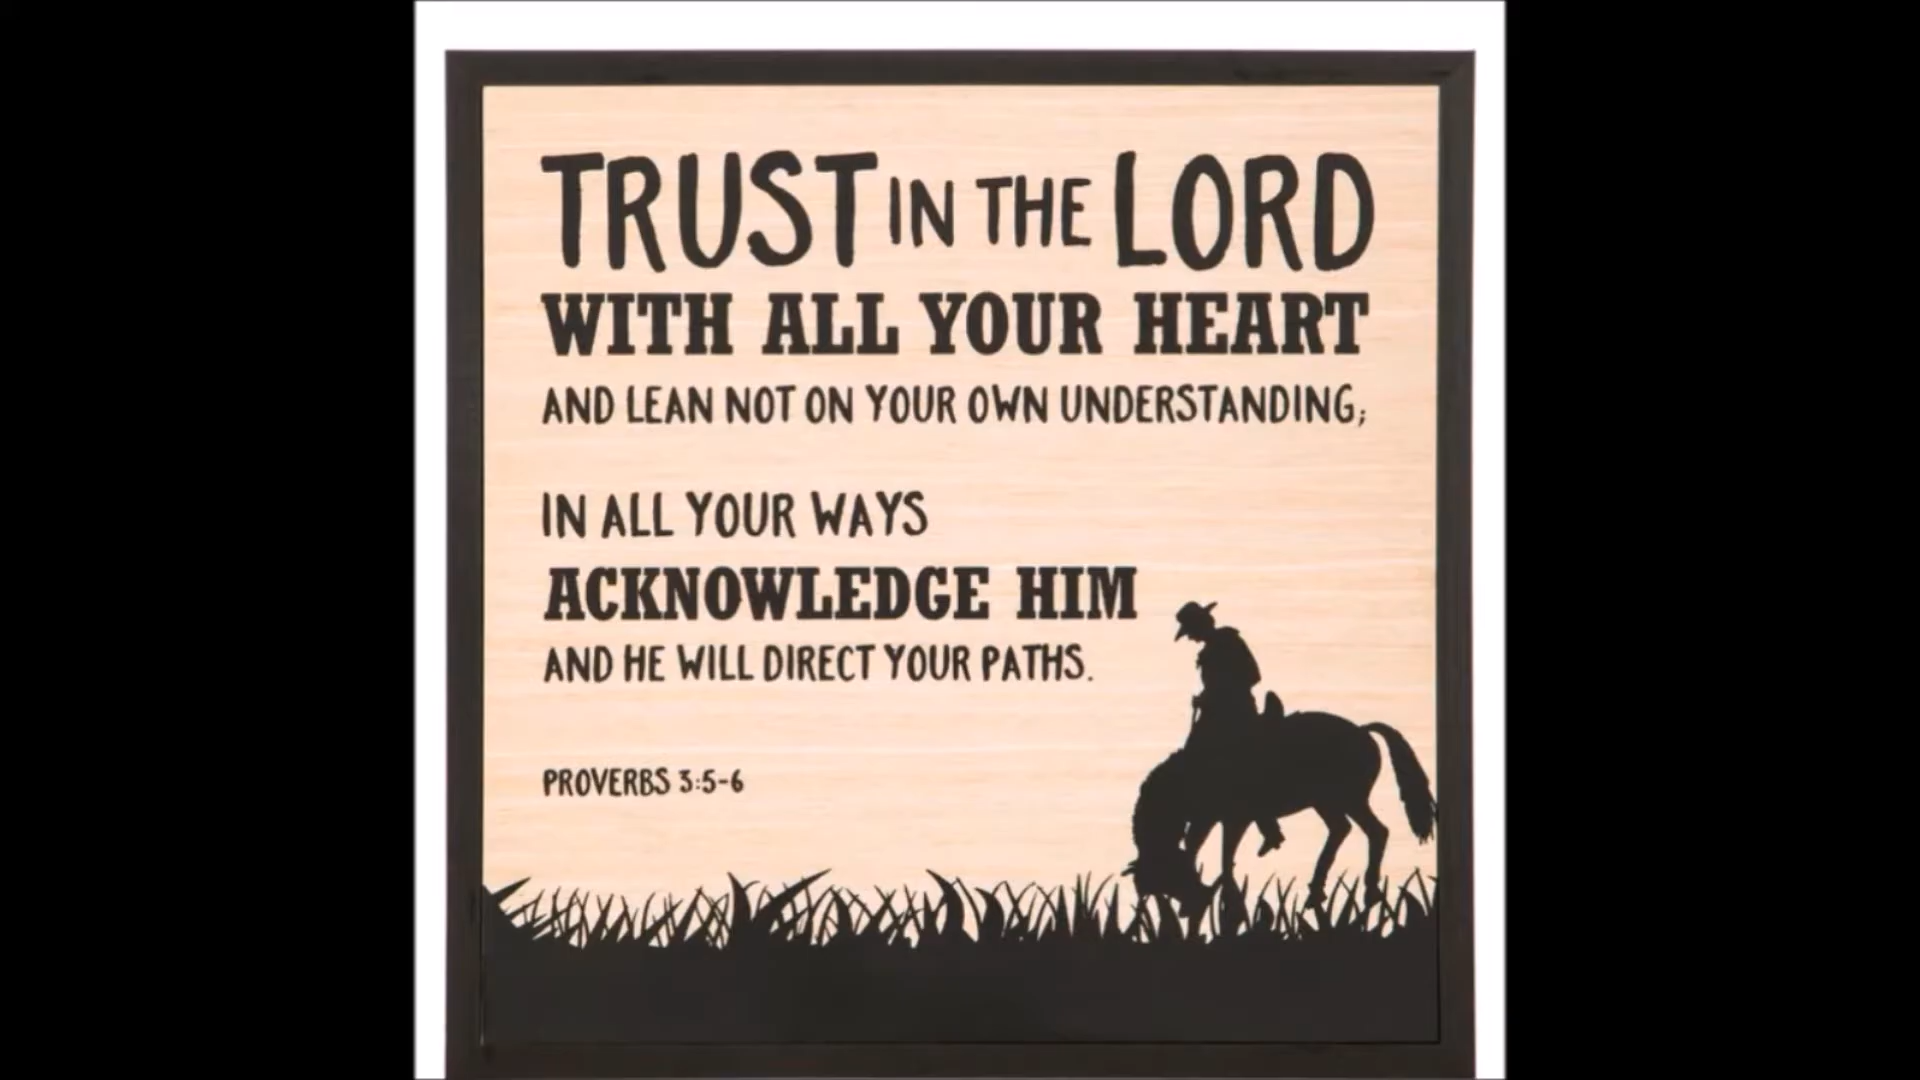 TRUST IN THE LORD
WITH ALL YOUR HEART
AND LEAN NOT ON YOUR OWN UNDERSTANDING;
IN ALL YOUR WAYS
ACKNOWLEDGE HIM
AND HE WILL DIRECT YOUR PATHS.
PROVERBS 3:5-6